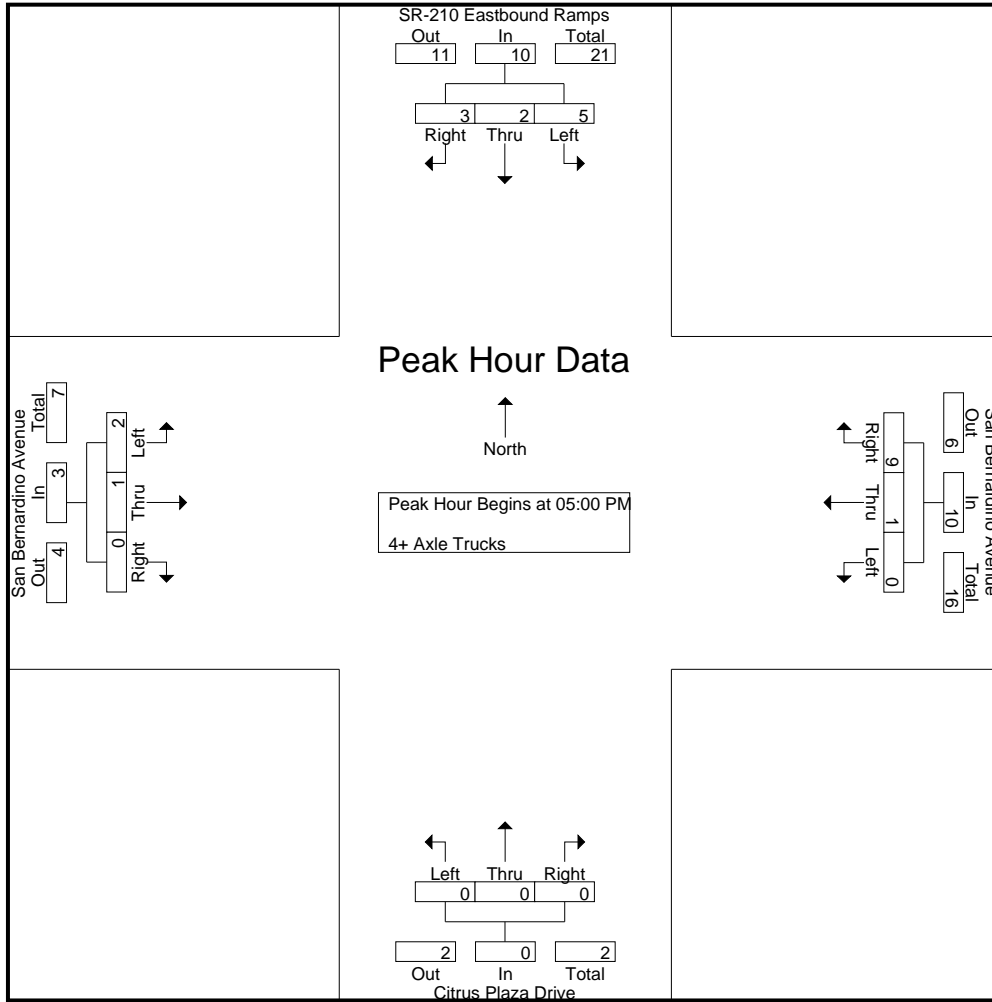 SR-210 Eastbound Ramps
Out In Total
11 10 21
3 2 5
Right Thru Left
Peak Hour Data
North
Peak Hour Begins at 05:00 PM
4+ Axle Trucks
San Bernardino Avenue
Out In Total
4 3 7
0 1 2
Right Thru Left
San Bernardino Avenue
Out In Total
6 10 16
9 1 0
Right Thru Left
Left Thru Right
0 0 0
2 0 2
Out In Total
Citrus Plaza Drive